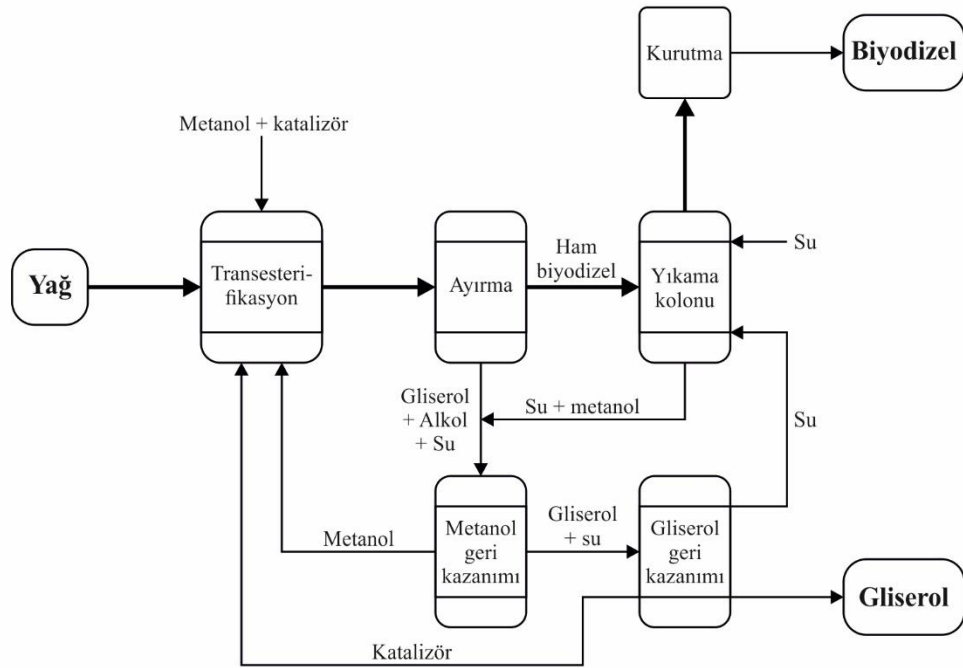 Kurutma
Biyodizel
Metanol + katalizör
Yağ
Transesteri-
fikasyon
Ayırma
Ham
biyodizel
Yıkama
kolonu
Su
Gliserol
+ Alkol
+ Su
Su + metanol
Su
Metanol
Metanol
geri
kazanımı
Gliserol
+ su
Gliserol
geri
kazanımı
Gliserol
Katalizör